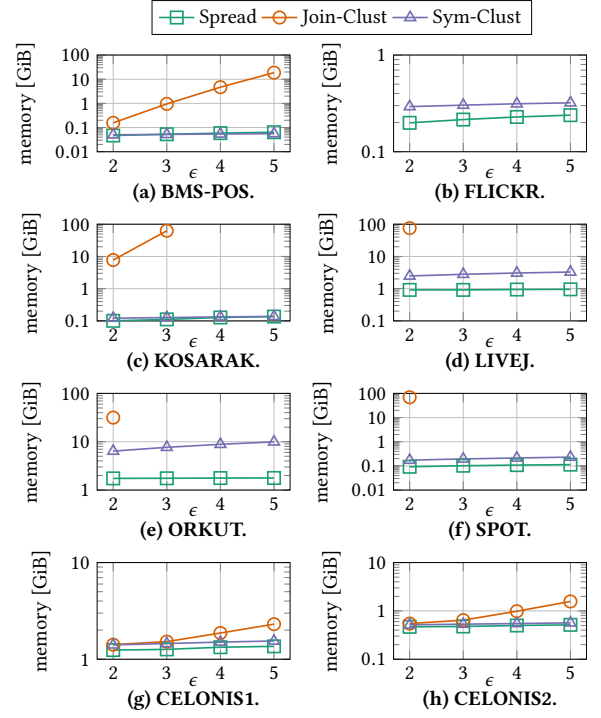 Spread Join-Clust Sym-Clust
memory [GiB] 100 10 1 0.1 0.01
2 3 4 5
ϵ
(a) BMS-POS.
memory [GiB] 1 0.1
2 3 4 5
ϵ
(b) FLICKR.
memory [GiB] 100 10 1 0.1
2 3 4 5
ϵ
(c) KOSARAK.
memory [GiB] 100 10 1 0.1
2 3 4 5
ϵ
(d) LIVEJ.
memory [GiB] 100 10 1
2 3 4 5
ϵ
(e) ORKUT.
memory [GiB] 100 10 1 0.1 0.01
2 3 4 5
ϵ
(f) SPOT.
memory [GiB] 10 1
2 3 4 5
ϵ
(g) CELONIS1.
memory [GiB] 10 1 0.1
2 3 4 5
ϵ
(h) CELONIS2.